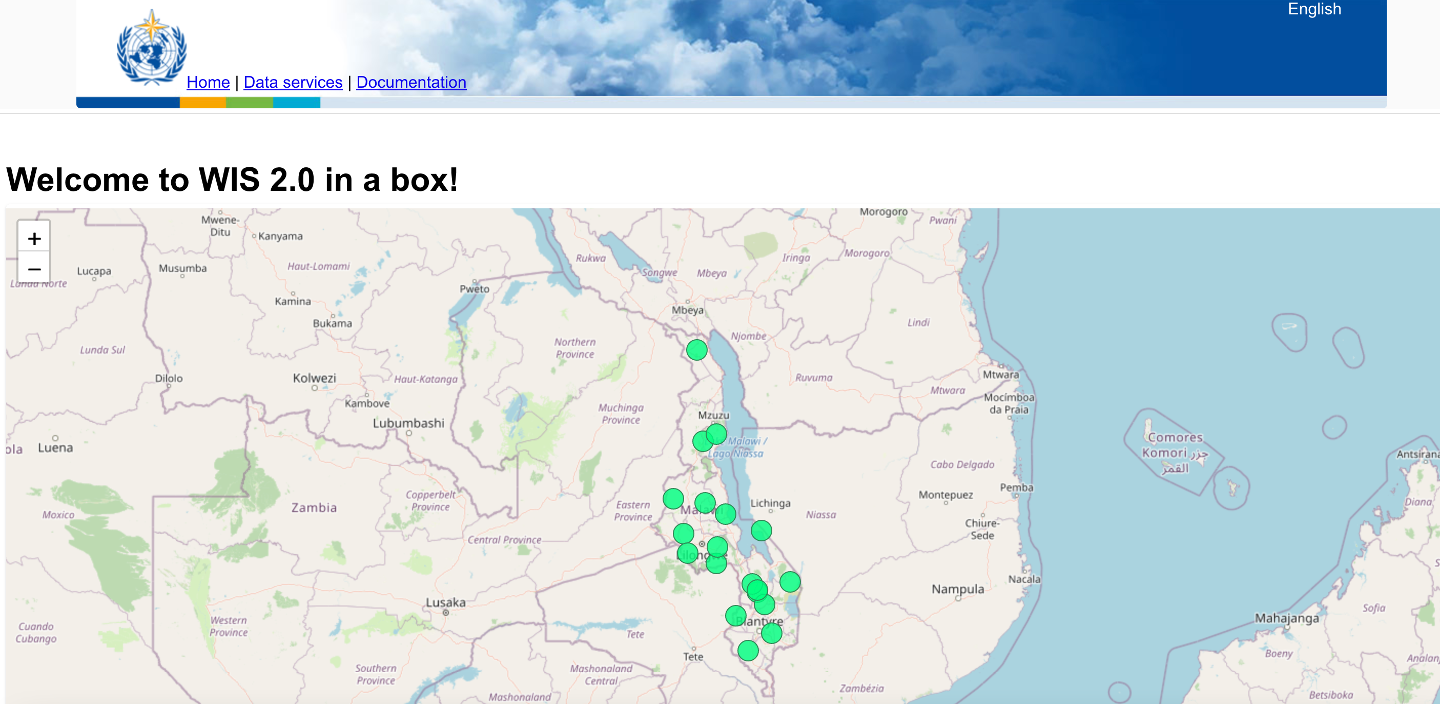 English
Home | Data services | Documentation
Welcome to WIS 2.0 in a box!
+
−
Mwene-
Ditu
Kanyama
Lucapa
Musumba
Haut-Lomami
Lunda Norte
Kamina
Bukama
Pweto
Rukwa
Songwe
Mbeya
Iringa
Morogoro
Morogoro
Pwani
Mbeya
Njombe
Lindi
Lunda Sul
Dilolo
Kolwezi
Haut-Katanga
Northern
Province
Ruvuma
Mtwara
Mtwara
Kambove
Lubumbashi
Muchinga
Province
Mzuzu
Mocímboa
da Praia
Luena
Malawi /
Lago Niassa
Cabo Delgado
Comores
Komori جزر
القمر
Antsirana
Moxico
Zambia
Copperbelt
Province
Eastern
Province
Lichinga
Niassa
Montepuez
Pemba
Diana
Central Province
Chiure-
Sede
Lusaka
Nampula
Nacala
Cuando
Cubango
Western
Province
Tete
Blantyre
Mahajanga
Sofia
Southern
Province
Tete
Mashonaland
Central
Boeny
Mashonaland
Zambézia
Betsiboka